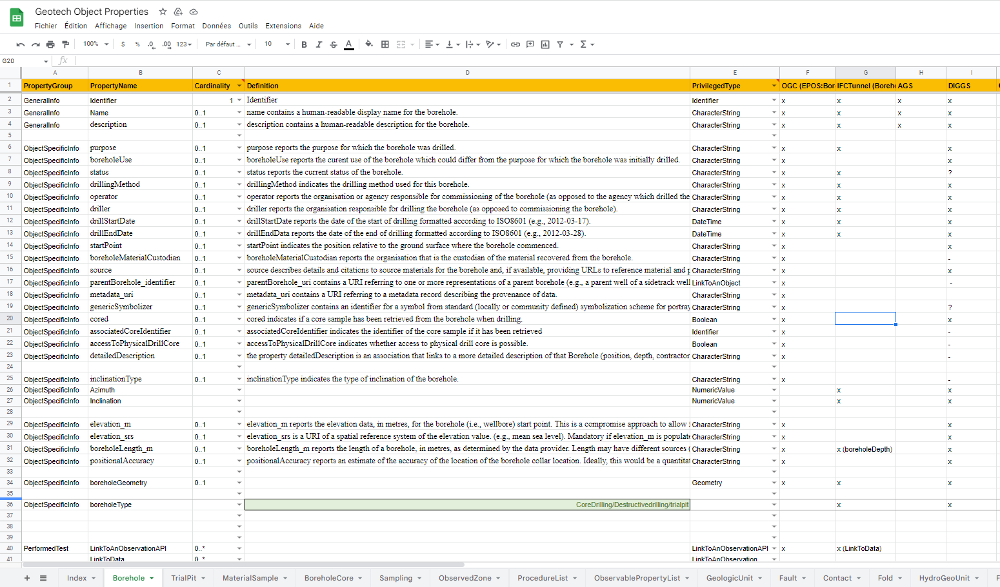 Geotech Object Properties
Fichier Édition Affichage Insertion Format Données Outils Extensions Aide
100% $ % .0 .00 123 Par défaut ... 10 B I S A
G20 fx
A B C D E F G H I
1 PropertyGroup PropertyName Cardinality Definition PrivilegedType OGC (EPOS:Bor IFCTunnel (Boreho AGS DIGGS
2 GeneralInfo Identifier 1 Identifier Identifier x x x x
3 GeneralInfo Name 0..1 name contains a human-readable display name for the borehole. CharacterString x x x x
4 GeneralInfo description 0..1 description contains a human-readable description for the borehole. CharacterString x x x x
5
6 ObjectSpecificInfo purpose 0..1 purpose reports the purpose for which the borehole was drilled. CharacterString x x x
7 ObjectSpecificInfo boreholeUse 0..1 boreholeUse reports the curent use of the borehole which could differ from the purpose for which the borehole was initially drilled. CharacterString x x
8 ObjectSpecificInfo status 0..1 status reports the current status of the borehole. CharacterString x x ?
9 ObjectSpecificInfo drillingMethod 0..1 drillingMethod indicates the drilling method used for this borehole. CharacterString x x x
10 ObjectSpecificInfo operator 0..1 operator reports the organisation or agency responsible for commissioning of the borehole (as opposed to the agency which drilled the CharacterString x x x
11 ObjectSpecificInfo driller 0..1 driller reports the organisation responsible for drilling the borehole (as opposed to commissioning the borehole). CharacterString x x x
12 ObjectSpecificInfo drillStartDate 0..1 drillStartDate reports the date of the start of drilling formatted according to ISO8601 (e.g., 2012-03-17). DateTime x x x
13 ObjectSpecificInfo drillEndDate 0..1 drillEndData reports the date of the end of drilling formatted according to ISO8601 (e.g., 2012-03-28). DateTime x x x
14 ObjectSpecificInfo startPoint 0..1 startPoint indicates the position relative to the ground surface where the borehole commenced. CharacterString x x
15 ObjectSpecificInfo boreholeMaterialCustodian 0..1 boreholeMaterialCustodian reports the organisation that is the custodian of the material recovered from the borehole. CharacterString x -
16 ObjectSpecificInfo source 0..1 source describes details and citations to source materials for the borehole and, if available, providing URLs to reference material and p CharacterString x x
17 ObjectSpecificInfo parentBorehole_identifier 0..1 parentBorehole_uri contains a URI referring to one or more representations of a parent borehole (e.g., a parent well of a sidetrack well LinkToAnObject x -
18 ObjectSpecificInfo metadata_uri 0..1 metadata_uri contains a URI referring to a metadata record describing the provenance of data. CharacterString x
19 ObjectSpecificInfo genericSymbolizer 0..1 genericSymbolizer contains an identifier for a symbol from standard (locally or community defined) symbolization scheme for portray CharacterString x ?
20 ObjectSpecificInfo cored 0..1 cored indicates if a core sample has been retrieved from the borehole when drilling. Boolean x x
21 ObjectSpecificInfo associatedCoreIdentifier 0..1 associatedCoreIdentifier indicates the identifier of the core sample if it has been retrieved Identifier x -
22 ObjectSpecificInfo accessToPhysicalDrillCore 0..1 accessToPhysicalDrillCore indicates whether access to physical drill core is possible. Boolean x -
23 ObjectSpecificInfo detailedDescription 0..1 the property detailedDescription is an association that links to a more detailed description of that Borehole (position, depth, contractor CharacterString x -
24
25 ObjectSpecificInfo inclinationType 0..1 inclinationType indicates the type of inclination of the borehole. CharacterString x -
26 ObjectSpecificInfo Azimuth NumericValue x x
27 ObjectSpecificInfo Inclination NumericValue x x
28
29 ObjectSpecificInfo elevation_m 0..1 elevation_m reports the elevation data, in metres, for the borehole (i.e., wellbore) start point. This is a compromise approach to allow CharacterString x x
30 ObjectSpecificInfo elevation_srs 0..1 elevation_srs is a URI of a spatial reference system of the elevation value. (e.g., mean sea level). Mandatory if elevation_m is populate CharacterString x x
31 ObjectSpecificInfo boreholeLength_m 0..1 boreholeLength_m reports the length of a borehole, in metres, as determined by the data provider. Length may have different sources ( CharacterString x x (boreholeDepth) x
32 ObjectSpecificInfo positionalAccuracy 0..1 positionalAccuracy reports an estimate of the accuracy of the location of the borehole collar location. Ideally, this would be a quantitat CharacterString x x
33
34 ObjectSpecificInfo boreholeGeometry 0..1 Geometry x x x
35
36 ObjectSpecificInfo boreholeType CoreDrilling/Destructivedrilling/trialpit x x
37
38
39
40 PerformedTest LinkToAnObservationAPI 0..* LinkToAnObservationAPI x x (LinkToData)
41 LinkToData 0..* LinkToAnObservation
+ Index Borehole TrialPit MaterialSample BoreholeCore Sampling ObservedZone ProcedureList ObservablePropertyList GeologicUnit Fault Contact Fold HydroGeoUnit F